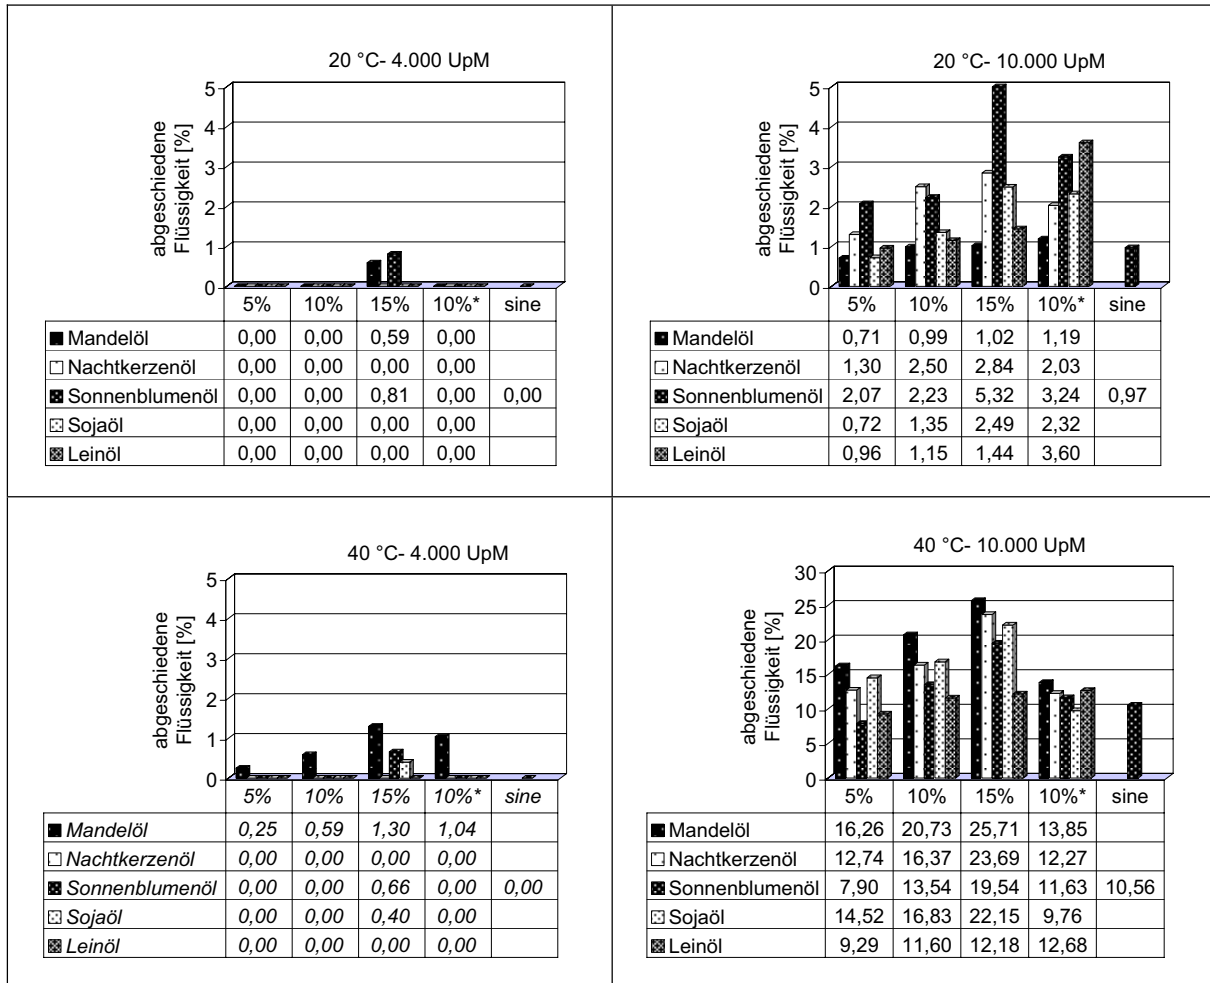 20 °C- 4.000 UpM
abgeschiedene
Flüssigkeit [%]
5
4
3
2
1
0
5% 10% 15% 10%* sine
Mandelöl 0,00 0,00 0,59 0,00
Nachtkerzenöl 0,00 0,00 0,00 0,00
Sonnenblumenöl 0,00 0,00 0,81 0,00 0,00
Sojaöl 0,00 0,00 0,00 0,00
Leinöl 0,00 0,00 0,00 0,00
20 °C- 10.000 UpM
abgeschiedene
Flüssigkeit [%]
5
4
3
2
1
0
5% 10% 15% 10%* sine
Mandelöl 0,71 0,99 1,02 1,19
Nachtkerzenöl 1,30 2,50 2,84 2,03
Sonnenblumenöl 2,07 2,23 5,32 3,24 0,97
Sojaöl 0,72 1,35 2,49 2,32
Leinöl 0,96 1,15 1,44 3,60
40 °C- 4.000 UpM
abgeschiedene
Flüssigkeit [%]
5
4
3
2
1
0
5% 10% 15% 10%* sine
Mandelöl 0,25 0,59 1,30 1,04
Nachtkerzenöl 0,00 0,00 0,00 0,00
Sonnenblumenöl 0,00 0,00 0,66 0,00 0,00
Sojaöl 0,00 0,00 0,40 0,00
Leinöl 0,00 0,00 0,00 0,00
40 °C- 10.000 UpM
abgeschiedene
Flüssigkeit [%]
30
25
20
15
10
5
0
5% 10% 15% 10%* sine
Mandelöl 16,26 20,73 25,71 13,85
Nachtkerzenöl 12,74 16,37 23,69 12,27
Sonnenblumenöl 7,90 13,54 19,54 11,63 10,56
Sojaöl 14,52 16,83 22,15 9,76
Leinöl 9,29 11,60 12,18 12,68